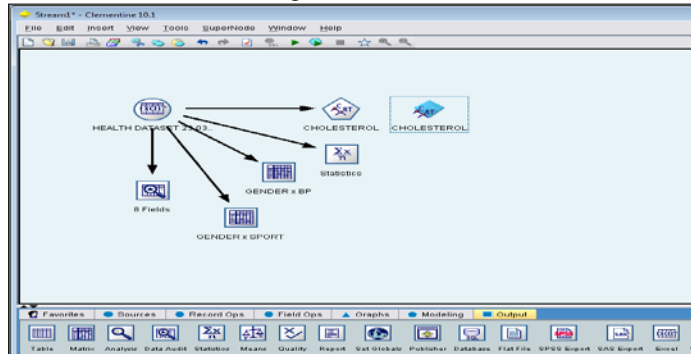 Stream1* - Clementine 10.1
File Edit Insert View Tools SuperNode Window Help
HEALTH DATASET 23.03..
CHOLESTEROL
CHOLESTEROL
Statistics
GENDER x BP
8 Fields
GENDER x SPORT
Favorites Sources Record Ops Field Ops Graphs Modeling Output
Table Matrix Analysis Data Audit Statistics Means Quality Report Set Globals Publisher Database Flat File SPSS Export SAS Export Excel